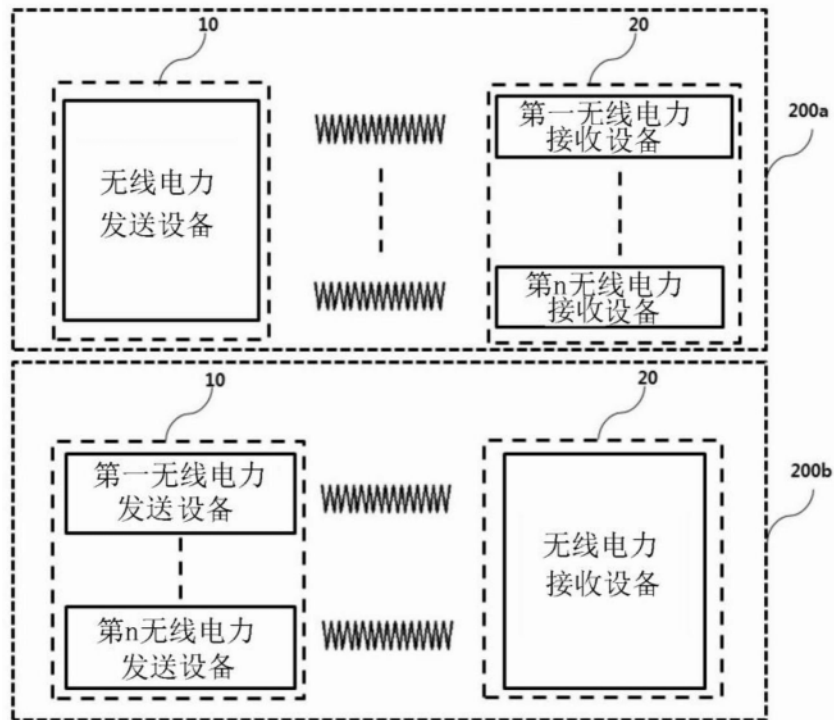 10
20
200a
无线电力
发送设备
第一无线电力
接收设备
第n无线电力
接收设备
10
20
200b
第一无线电力
发送设备
第n无线电力
发送设备
无线电力
接收设备